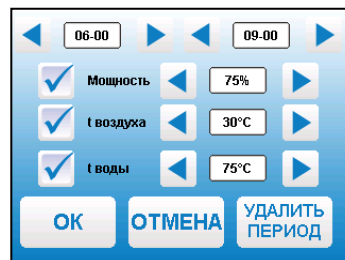 06-00 09-00
Мощность 75%
t воздуха 30°C
t воды 75°C
ОК ОТМЕНА УДАЛИТЬ
ПЕРИОД